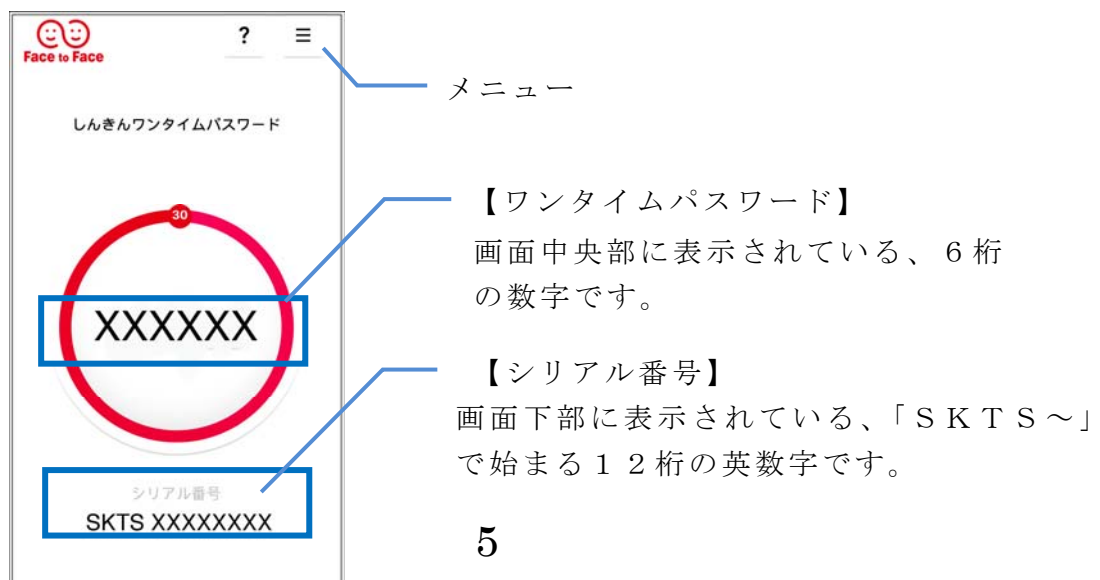 Face to Face
?
メニュー
しんきんワンタイムパスワード
30
XXXXXX
【ワンタイムパスワード】
画面中央部に表示されている、６桁
の数字です。
シリアル番号
SKTS XXXXXXXX
【シリアル番号】
画面下部に表示されている、「ＳＫＴＳ～」
で始まる１２桁の英数字です。
5